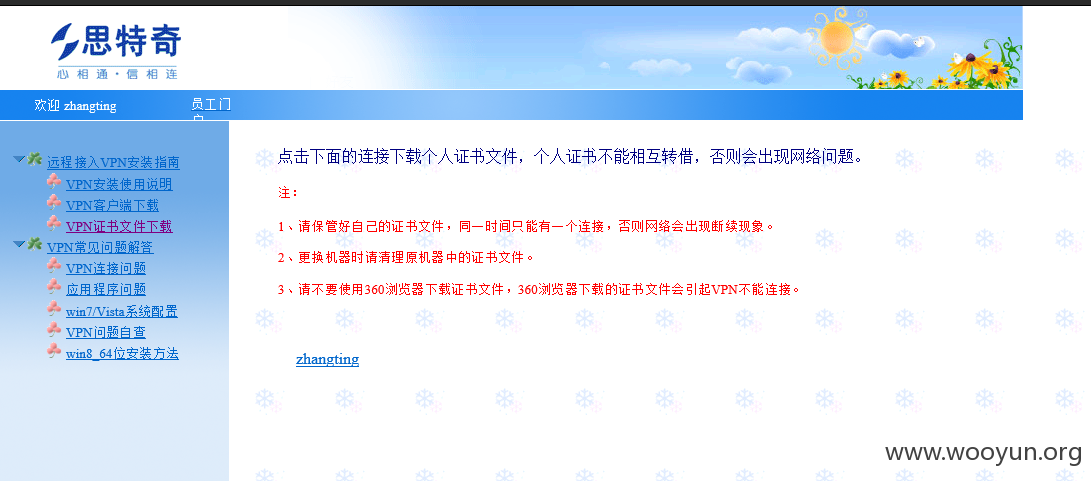 思特奇
心相通·信相连
欢迎 zhangting
员工门户
远程接入VPN安装指南
VPN安装使用说明
VPN客户端下载
VPN证书文件下载
VPN常见问题解答
VPN连接问题
应用程序问题
win7/Vista系统配置
VPN问题自查
win8_64位安装方法
点击下面的连接下载个人证书文件，个人证书不能相互转借，否则会出现网络问题。
注：
1、请保管好自己的证书文件，同一时间只能有一个连接，否则网络会出现断续现象。
2、更换机器时请清理原机器中的证书文件。
3、请不要使用360浏览器下载证书文件，360浏览器下载的证书文件会引起VPN不能连接。
zhangting
www.wooyun.org